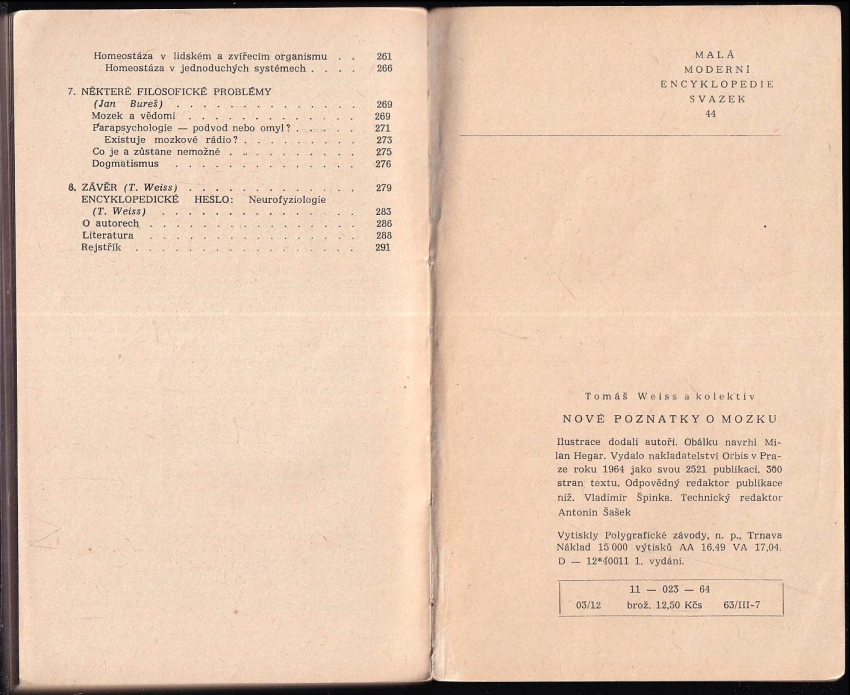 Homeostáza v lidském a zvířecím organismu . . 261
Homeostáza v jednoduchých systémech . . . . 266
7. NĚKTERÉ FILOSOFICKÉ PROBLÉMY
(Jan Bureš) . . . . . . . . . . . . . 269
Mozek a vědomí . . . . . . . . . . . . 269
Parapsychologie — podvod nebo omyl? . . . . 271
Existuje mozkové rádio? . . . . . . . . 273
Co je a zůstane nemožné . . . . . . . . 275
Dogmatismus . . . . . . . . . . . . . 276
8. ZÁVĚR (T. Weiss) . . . . . . . . . . . 279
ENCYKLOPEDICKÉ HESLO: Neurofyziologie
(T. Weiss) . . . . . . . . . . . . . 283
O autorech . . . . . . . . . . . . . 286
Literatura . . . . . . . . . . . . . 288
Rejstřík . . . . . . . . . . . . . . 291
MALÁ
MODERNÍ
ENCYKLOPEDIE
SVAZEK
44
Tomáš Weiss a kolektiv
NOVÉ POZNATKY O MOZKU
Ilustrace dodali autoři. Obálku navrhl Mi-
lan Hegar. Vydalo nakladatelství Orbis v Pra-
ze roku 1964 jako svou 2521 publikaci. 300
stran textu. Odpovědný redaktor publikace
niž. Vladimír Špinka. Technický redaktor
Antonín Šašek
Vytiskly Polygrafické závody, n. p., Trnava
Náklad 15 000 výtisků AA 16,49 VA 17,04.
D — 12*40011 1. vydání.
11 — 023 — 64
03/12 brož. 12,50 Kčs 63/III-7